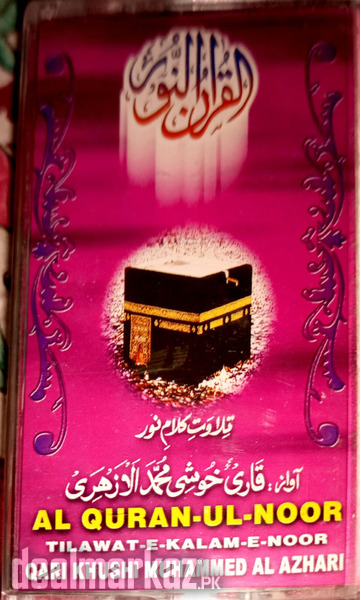 القرآن النور
تلاوتِ کلام نور
آواز: قاریٔ خوشی محمد الازہری
AL QURAN-UL-NOOR
TILAWAT-E-KALAM-E-NOOR
QARI KHUSHI MUHAMMED AL AZHARI
dealmarkaz.PK